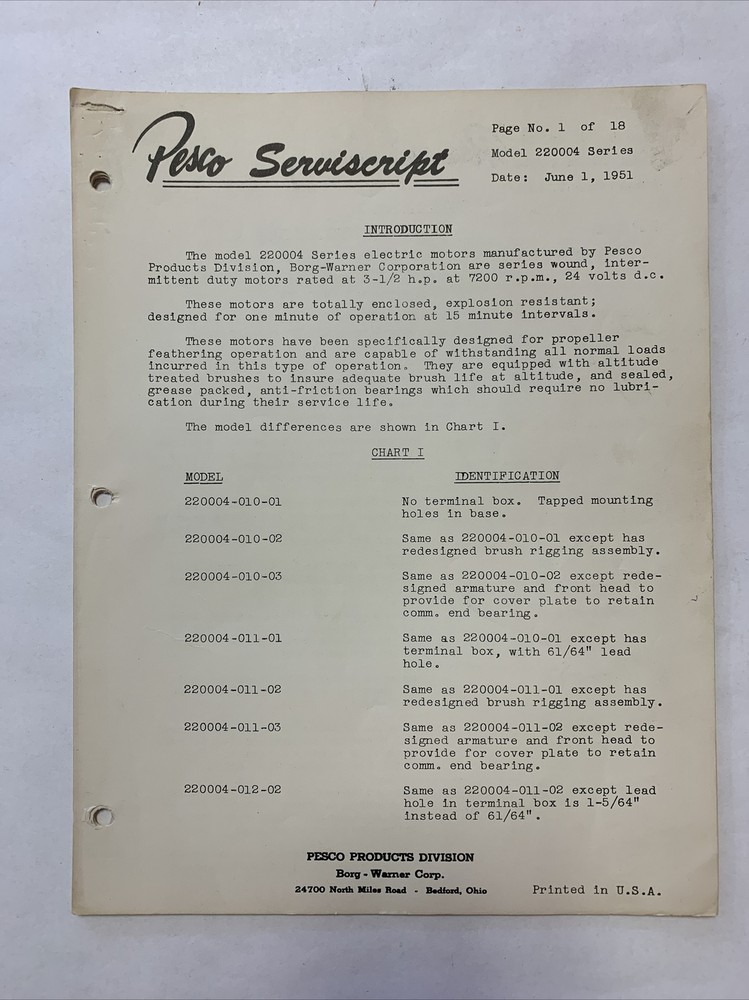 Pesco Serviscript
Page No. 1 of 18
Model 220004 Series
Date: June 1, 1951
INTRODUCTION
The model 220004 Series electric motors manufactured by Pesco
Products Division, Borg-Warner Corporation are series wound, inter-
mittent duty motors rated at 3-1/2 h.p. at 7200 r.p.m., 24 volts d.c.
These motors are totally enclosed, explosion resistant;
designed for one minute of operation at 15 minute intervals.
These motors have been specifically designed for propeller
feathering operation and are capable of withstanding all normal loads
incurred in this type of operation. They are equipped with altitude
treated brushes to insure adequate brush life at altitude, and sealed,
grease packed, anti-friction bearings which should require no lubri-
cation during their service life.
The model differences are shown in Chart I.
CHART I
MODEL IDENTIFICATION
220004-010-01 No terminal box. Tapped mounting
holes in base.
220004-010-02 Same as 220004-010-01 except has
redesigned brush rigging assembly.
220004-010-03 Same as 220004-010-02 except rede-
signed armature and front head to
provide for cover plate to retain
comm. end bearing.
220004-011-01 Same as 220004-010-01 except has
terminal box, with 61/64" lead
hole.
220004-011-02 Same as 220004-011-01 except has
redesigned brush rigging assembly.
220004-011-03 Same as 220004-011-02 except rede-
signed armature and front head to
provide for cover plate to retain
comm. end bearing.
220004-012-02 Same as 220004-011-02 except lead
hole in terminal box is 1-5/64"
instead of 61/64".
PESCO PRODUCTS DIVISION
Borg-Warner Corp.
24700 North Miles Road - Bedford, Ohio
Printed in U.S.A.